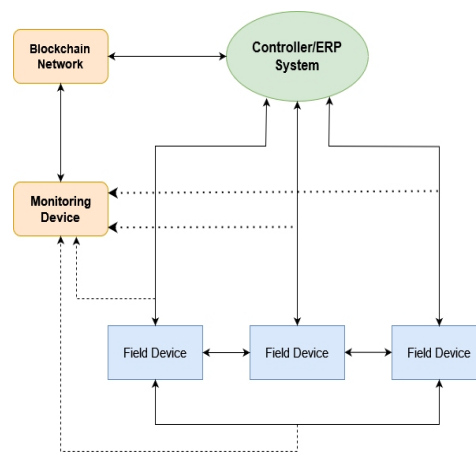 Blockchain
Network
Controller/ERP
System
Monitoring
Device
Field Device
Field Device
Field Device